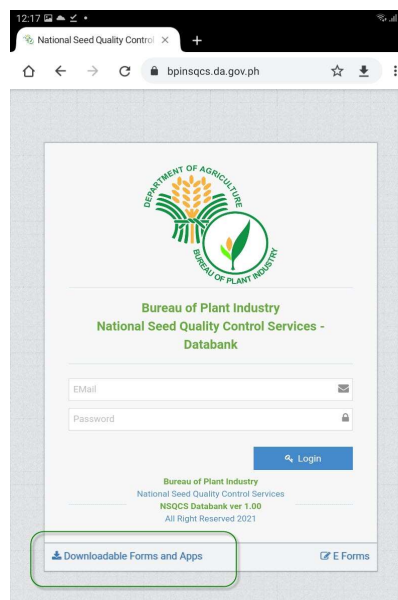 12:17
National Seed Quality Control
bpinsqcs.da.gov.ph
DEPARTMENT OF AGRICULTURE
BUREAU OF PLANT INDUSTRY
Bureau of Plant Industry
National Seed Quality Control Services -
Databank
EMail
Password
Login
Bureau of Plant Industry
National Seed Quality Control Services
NSQCS Databank ver 1.00
All Right Reserved 2021
Downloadable Forms and Apps
E Forms